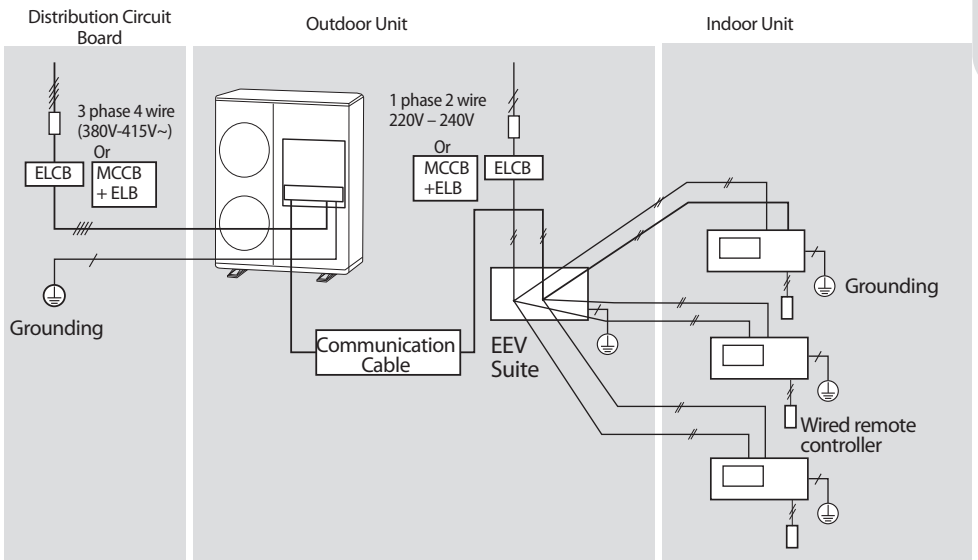 Distribution Circuit
Board
Outdoor Unit
Indoor Unit
3 phase 4 wire
(380V-415V~)
Or
ELCB
MCCB
+ ELB
1 phase 2 wire
220V – 240V
Or
MCCB
+ELB
ELCB
Grounding
Grounding
Communication
Cable
EEV
Suite
Wired remote
controller